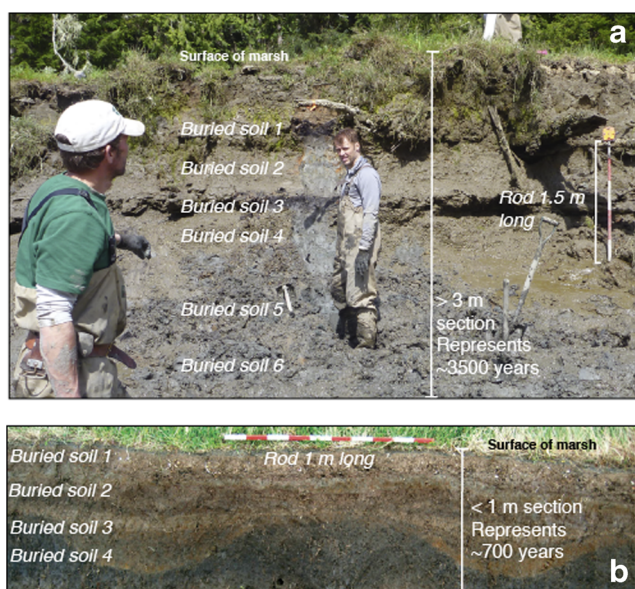 a
Surface of marsh
Buried soil 1
Buried soil 2
Buried soil 3
Buried soil 4
Buried soil 5
Buried soil 6
Rod 1.5 m
long
> 3 m
section
Represents
~3500 years
Surface of marsh
Buried soil 1
Rod 1 m long
Buried soil 2
Buried soil 3
Buried soil 4
< 1 m section
Represents
~700 years
b